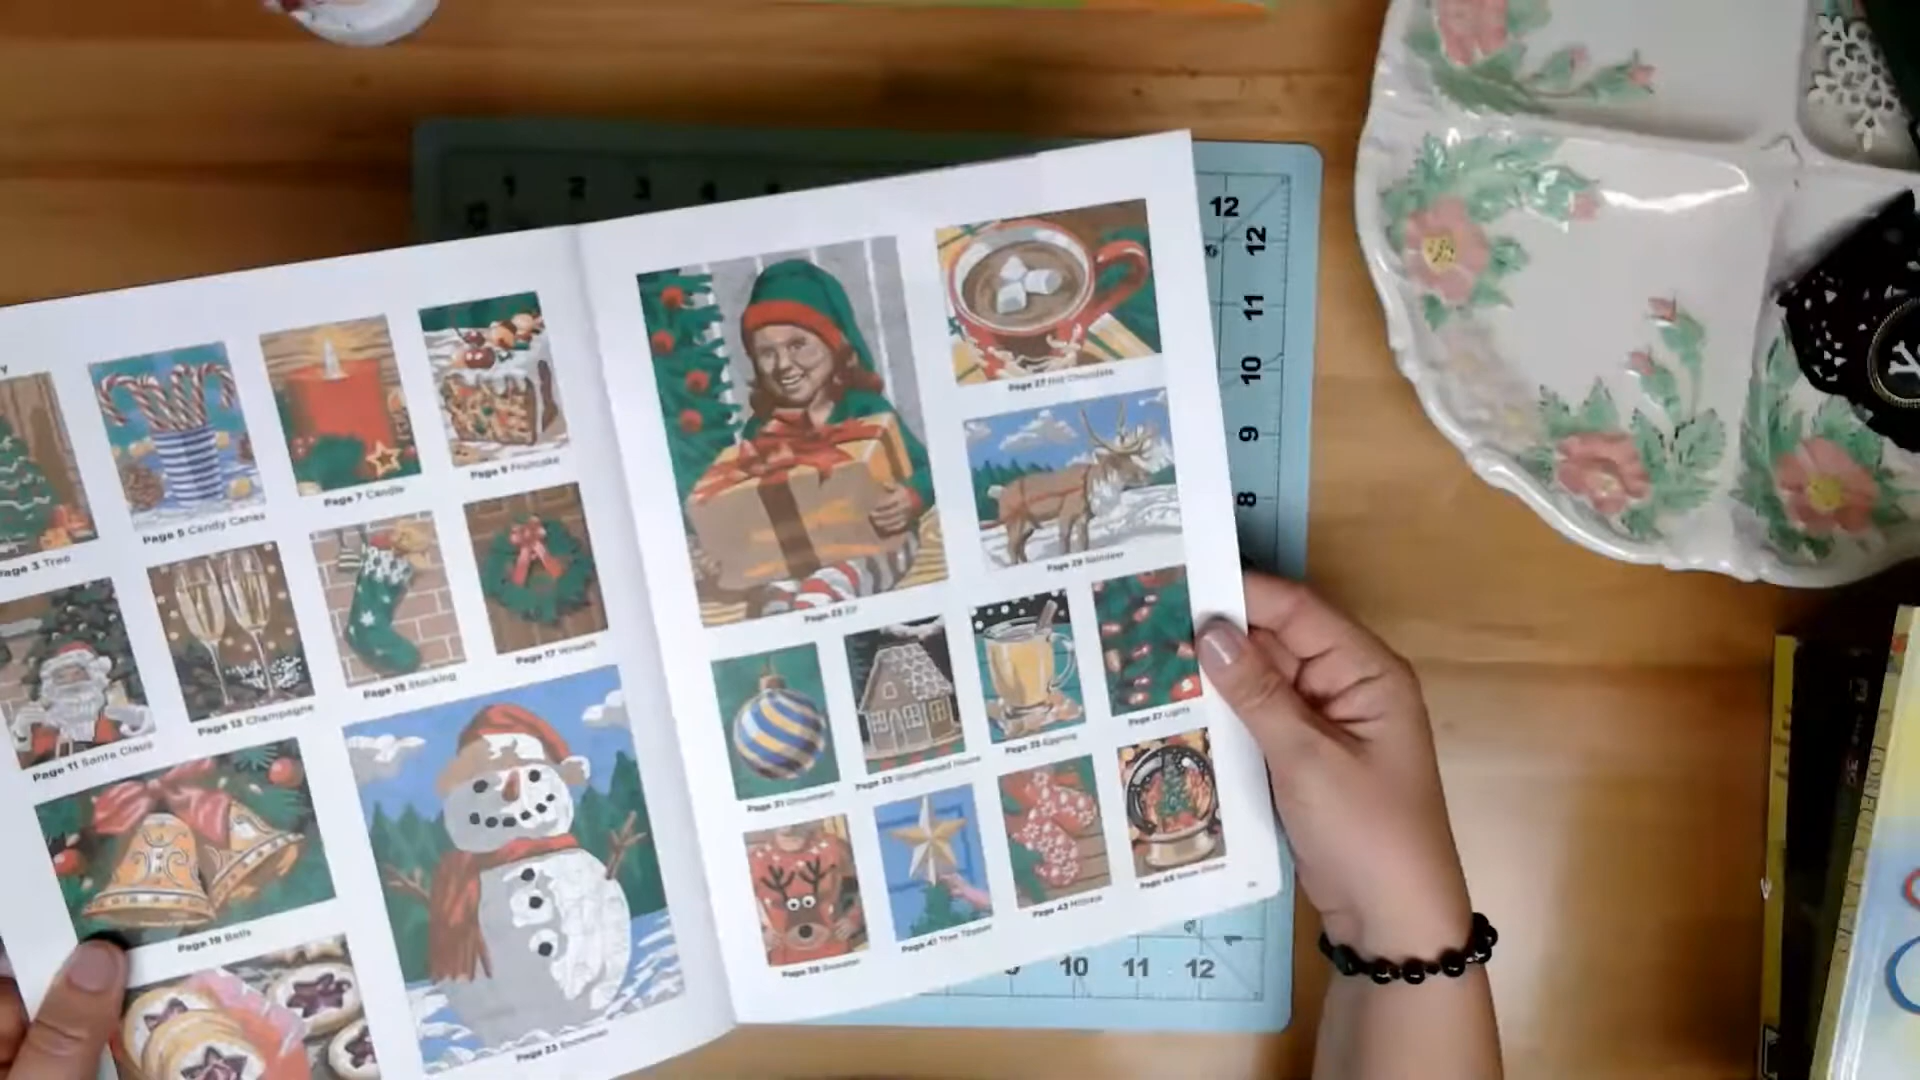 Page 5 Candy Canes
Page 7 Candle
Page 9 Fruitcake
Page 3 Tree
Page 11 Santa Claus
Page 13 Champagne
Page 15 Stocking
Page 17 Wreath
Page 19 Bells
Page 23 Snowman
Page 25 Elf
Page 27 Hot Chocolate
Page 29 Reindeer
Page 31 Ornament
Page 33 Gingerbread House
Page 35 Eggnog
Page 37 Lights
Page 39 Sweater
Page 41 Tree Topper
Page 43 Mittens
Page 45 Snow Globe
1 2 3 4
12
12
11
10
9
8
1
10 11 12